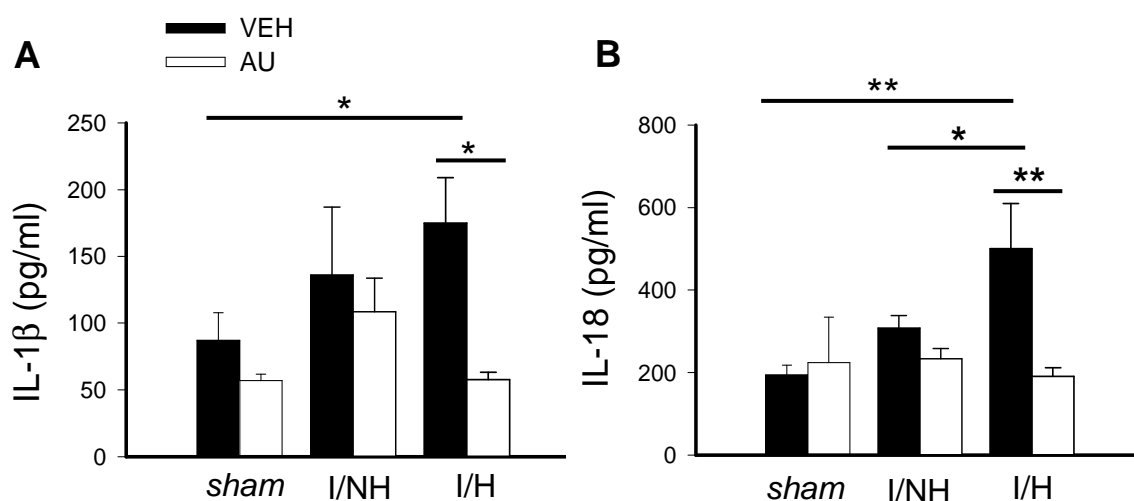 VEH
AU
A
*
*
IL-1β (pg/ml)
250
200
150
100
50
0
sham I/NH I/H
B
**
*
**
IL-18 (pg/ml)
800
600
400
200
0
sham I/NH I/H